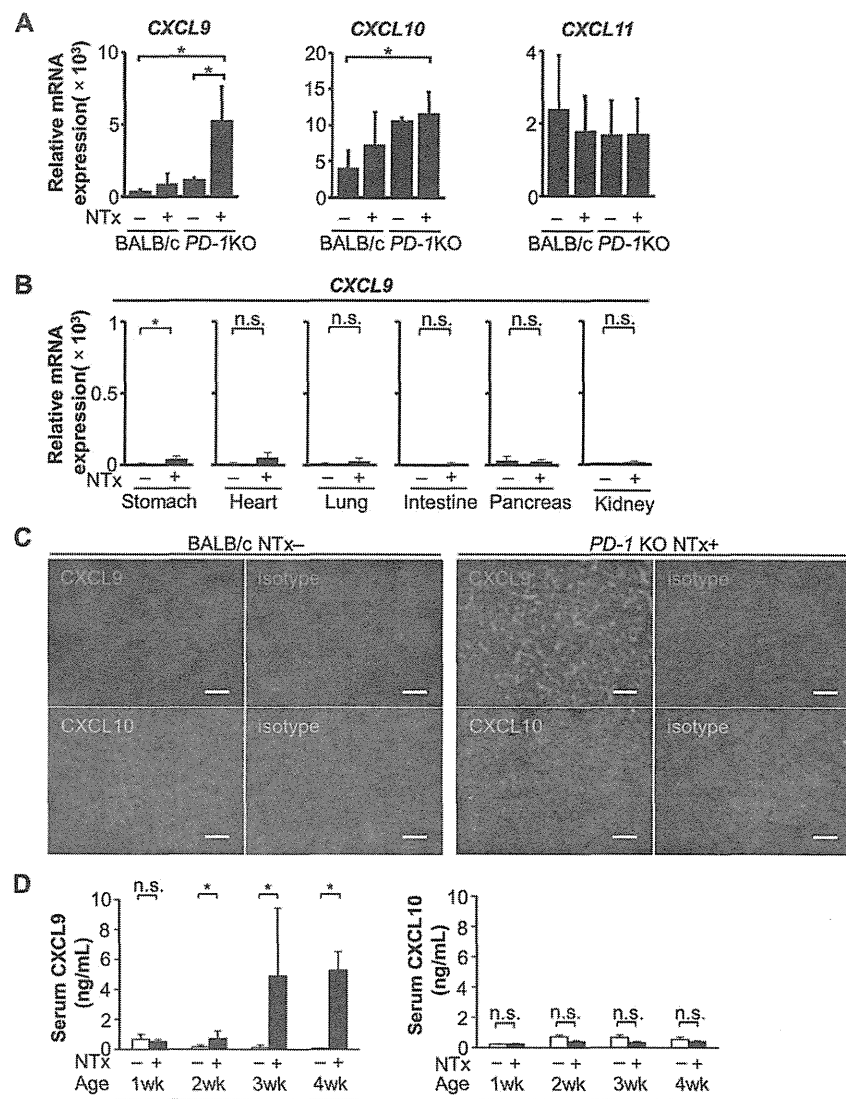 A
CXCL9
CXCL10
CXCL11
Relative mRNA
expression( × 10³)
10
5
0
20
15
10
5
0
4
2
0
*
*
*
NTx
− + − +
− + − +
− + − +
BALB/c PD-1KO
BALB/c PD-1KO
BALB/c PD-1KO
B
CXCL9
Relative mRNA
expression( × 10³)
1
0.5
0
*
n.s.
n.s.
n.s.
n.s.
n.s.
NTx
− +
− +
− +
− +
− +
− +
Stomach
Heart
Lung
Intestine
Pancreas
Kidney
C
BALB/c NTx−
PD-1 KO NTx+
CXCL9
isotype
CXCL9
isotype
CXCL10
isotype
CXCL10
isotype
D
Serum CXCL9
(ng/mL)
10
8
6
4
2
0
n.s.
*
*
*
NTx − + − + − + − +
Age 1wk 2wk 3wk 4wk
Serum CXCL10
(ng/mL)
10
8
6
4
2
0
n.s.
n.s.
n.s.
n.s.
NTx − + − + − + − +
Age 1wk 2wk 3wk 4wk